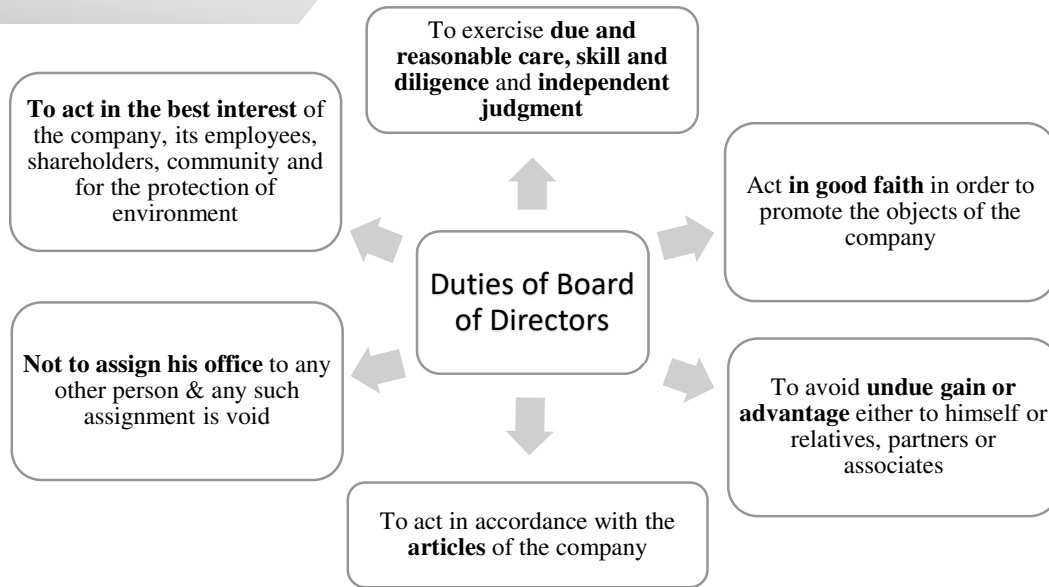 To exercise due and
reasonable care, skill and
diligence and independent
judgment
To act in the best interest of
the company, its employees,
shareholders, community and
for the protection of
environment
Act in good faith in order to
promote the objects of the
company
Duties of Board
of Directors
Not to assign his office to any
other person & any such
assignment is void
To avoid undue gain or
advantage either to himself or
relatives, partners or
associates
To act in accordance with the
articles of the company